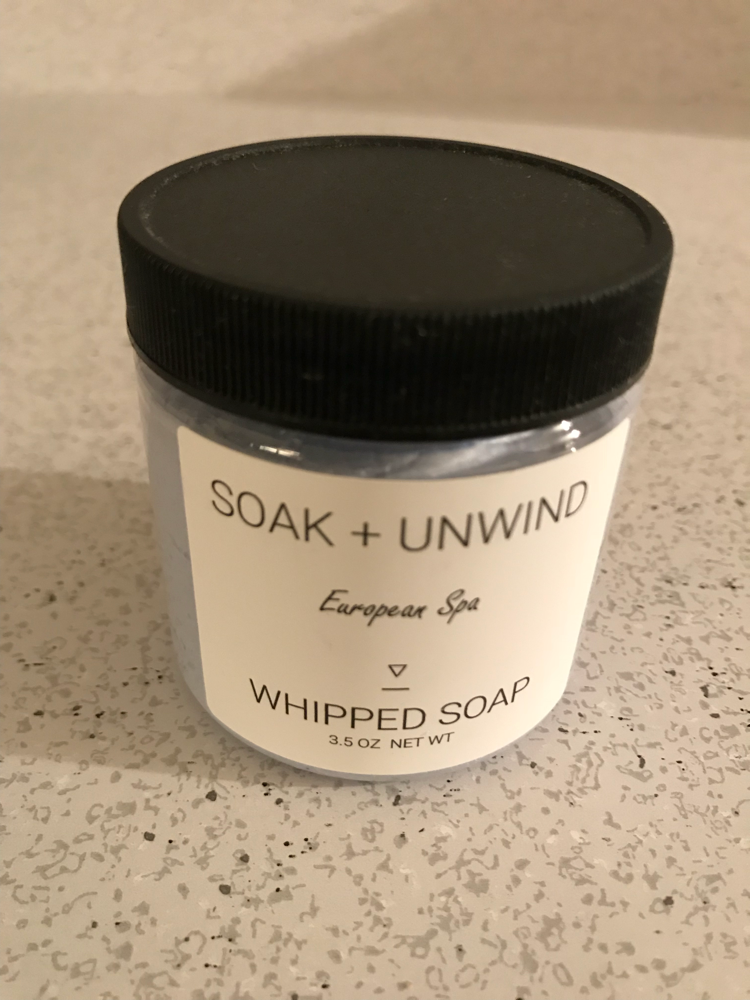 SOAK + UNWIND
European Spa
WHIPPED SOAP
3.5 OZ NET WT